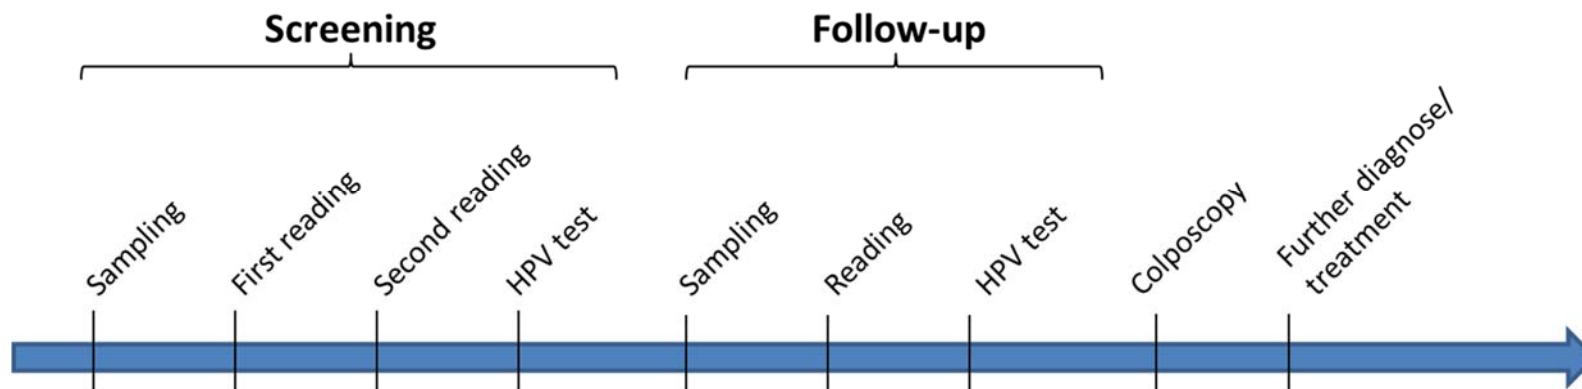 Screening
Follow-up
Sampling
First reading
Second reading
HPV test
Sampling
Reading
HPV test
Colposcopy
Further diagnose/
treatment